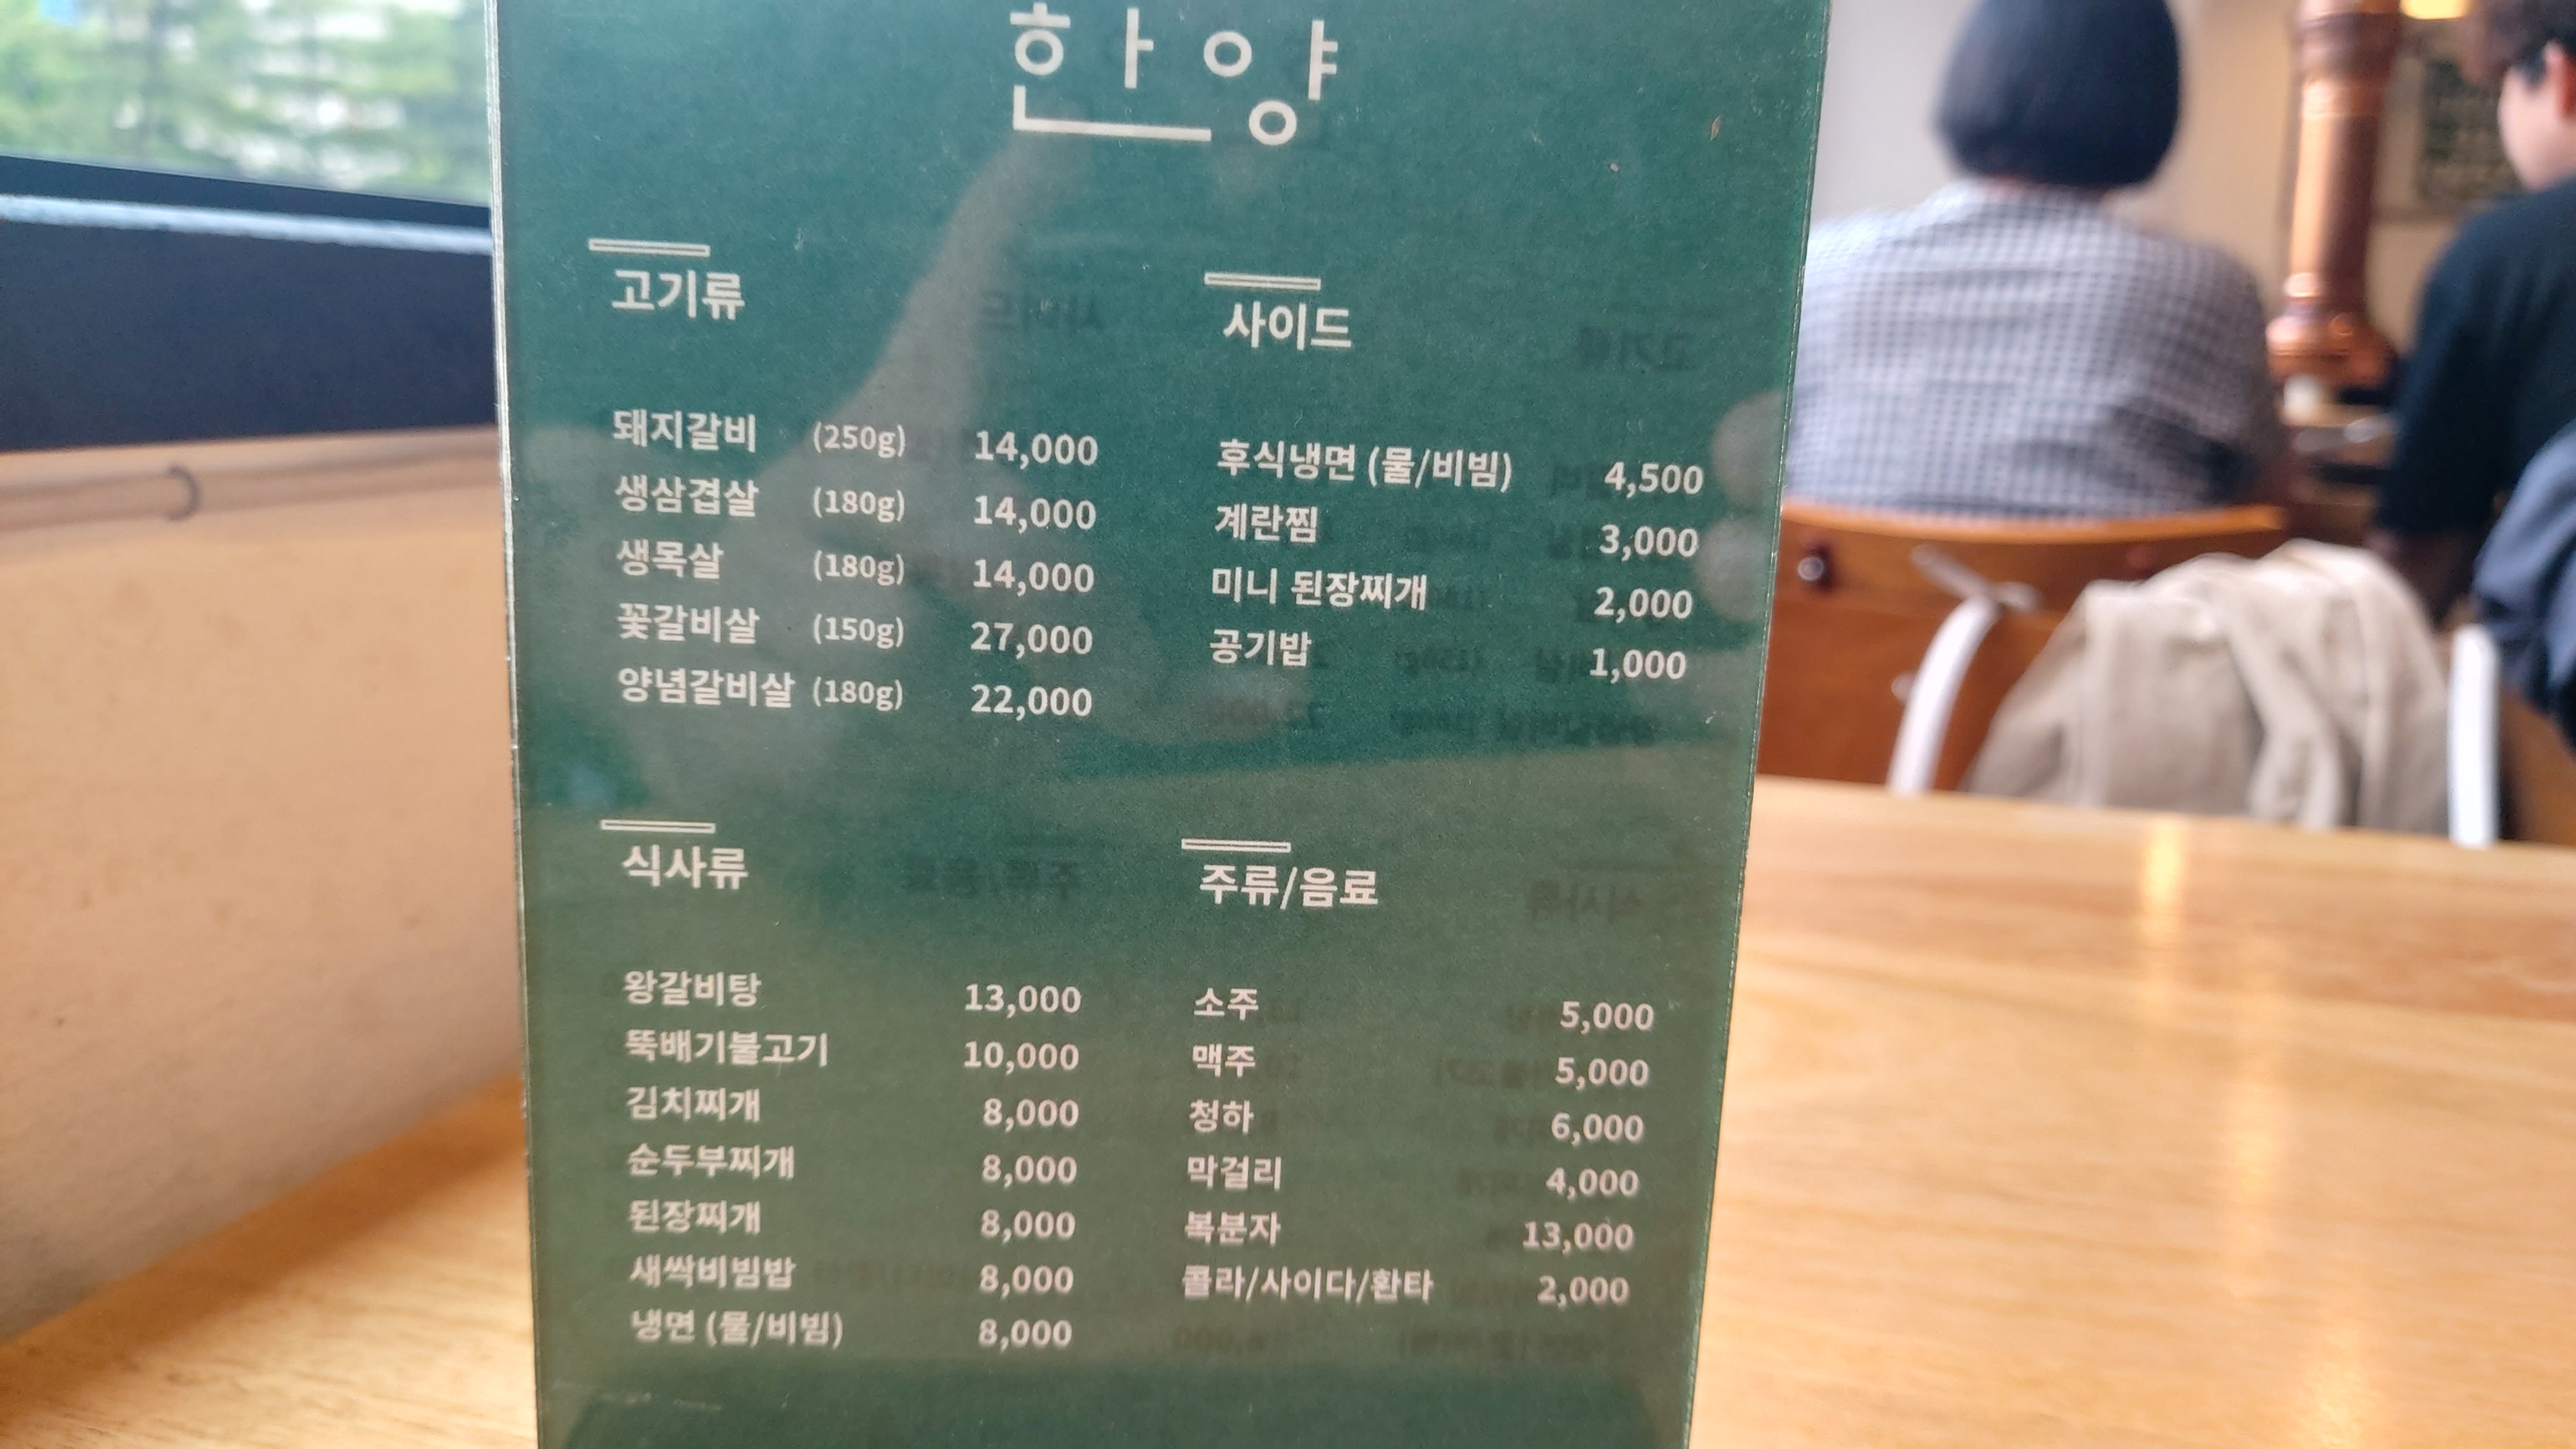 한양
고기류
돼지갈비 (250g) 14,000
생삼겹살 (180g) 14,000
생목살 (180g) 14,000
꽃갈비살 (150g) 27,000
양념갈비살 (180g) 22,000
사이드
후식냉면 (물/비빔) 4,500
계란찜 3,000
미니 된장찌개 2,000
공기밥 1,000
식사류
왕갈비탕 13,000
뚝배기불고기 10,000
김치찌개 8,000
순두부찌개 8,000
된장찌개 8,000
새싹비빔밥 8,000
냉면 (물/비빔) 8,000
주류/음료
소주 5,000
맥주 5,000
청하 6,000
막걸리 4,000
복분자 13,000
콜라/사이다/환타 2,000